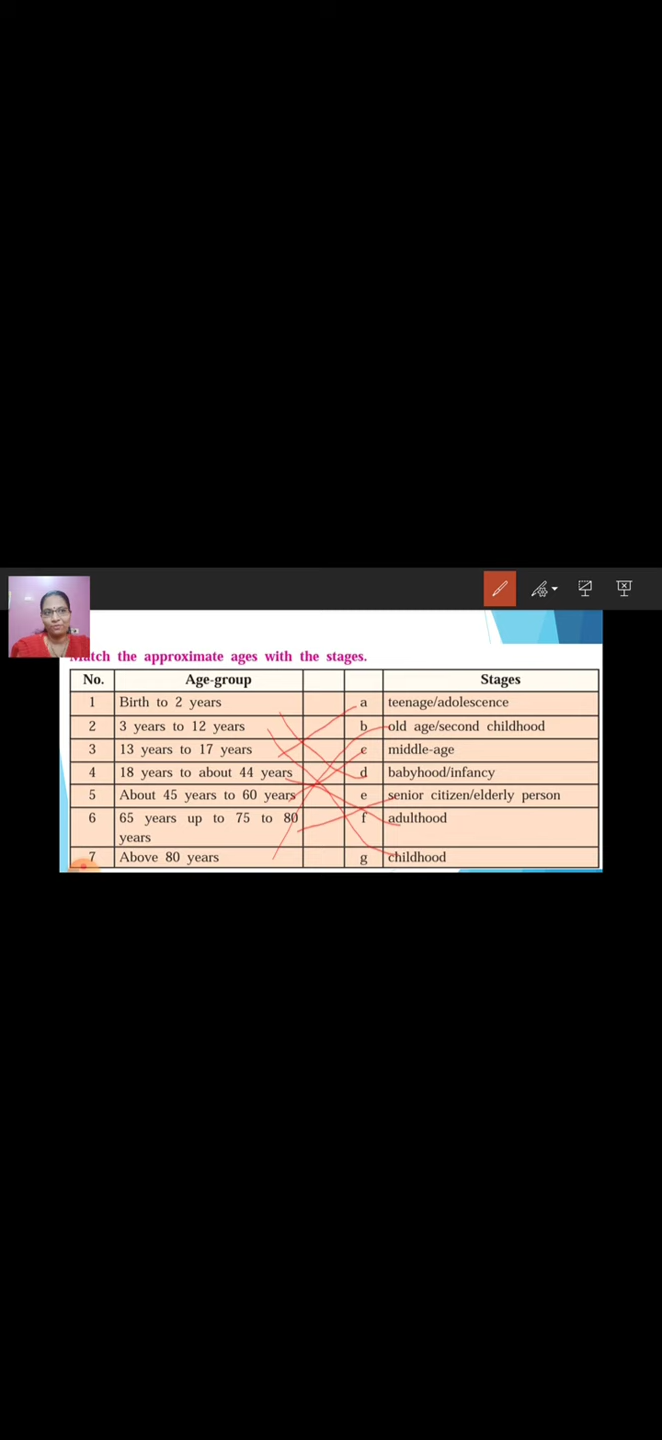 Match the approximate ages with the stages.
No. Age-group Stages
1 Birth to 2 years a teenage/adolescence
2 3 years to 12 years b old age/second childhood
3 13 years to 17 years c middle-age
4 18 years to about 44 years d babyhood/infancy
5 About 45 years to 60 years e senior citizen/elderly person
6 65 years up to 75 to 80 f adulthood
years
7 Above 80 years g childhood